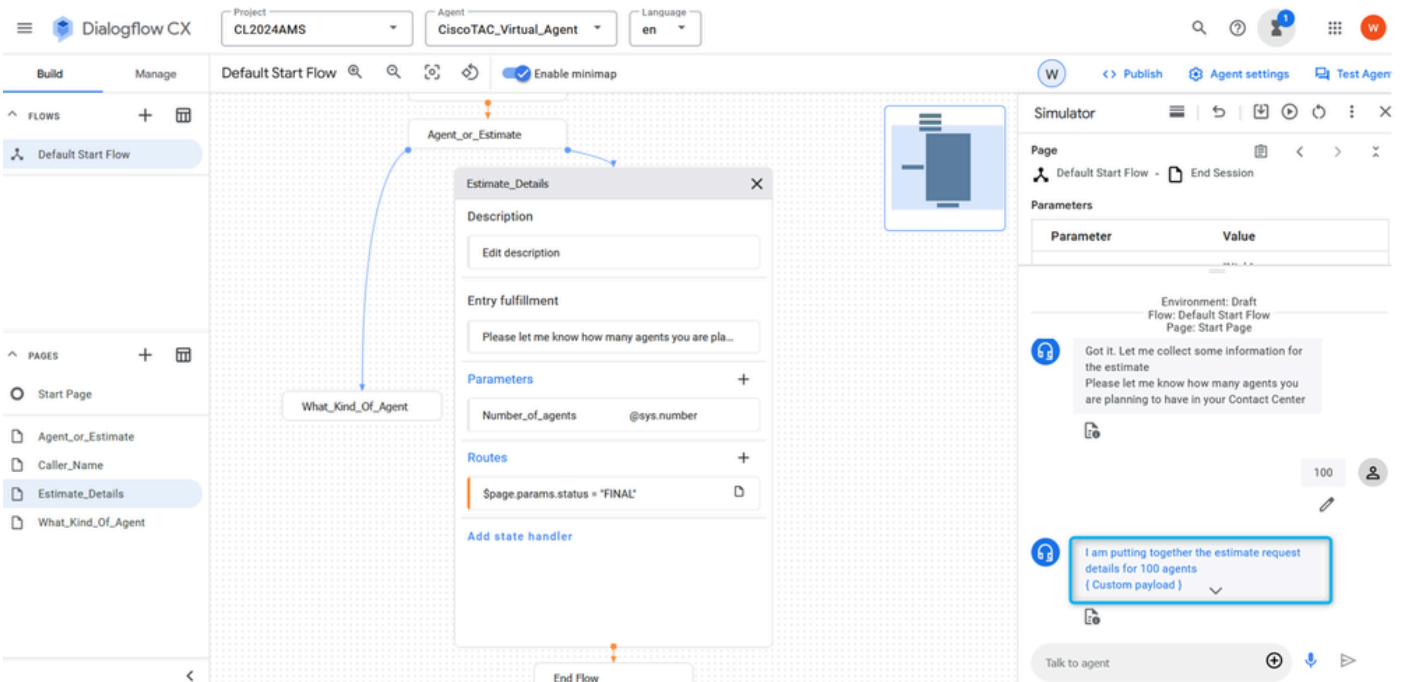 Dialogflow CX
Project
CL2024AMS
Agent
CiscoTAC_Virtual_Agent
Language
en
1
W
Build
Manage
Default Start Flow
Enable minimap
W
Publish
Agent settings
Test Agen
FLOWS
Default Start Flow
PAGES
Start Page
Agent_or_Estimate
Caller_Name
Estimate_Details
What_Kind_Of_Agent
Agent_or_Estimate
What_Kind_Of_Agent
Estimate_Details
Description
Edit description
Entry fulfillment
Please let me know how many agents you are pla...
Parameters
Number_of_agents @sys.number
Routes
$page.params.status = "FINAL"
Add state handler
End Flow
Simulator
Page
Default Start Flow - End Session
Parameters
Parameter Value
Environment: Draft
Flow: Default Start Flow
Page: Start Page
Got it. Let me collect some information for
the estimate
Please let me know how many agents you
are planning to have in your Contact Center
100
I am putting together the estimate request
details for 100 agents
{ Custom payload }
Talk to agent